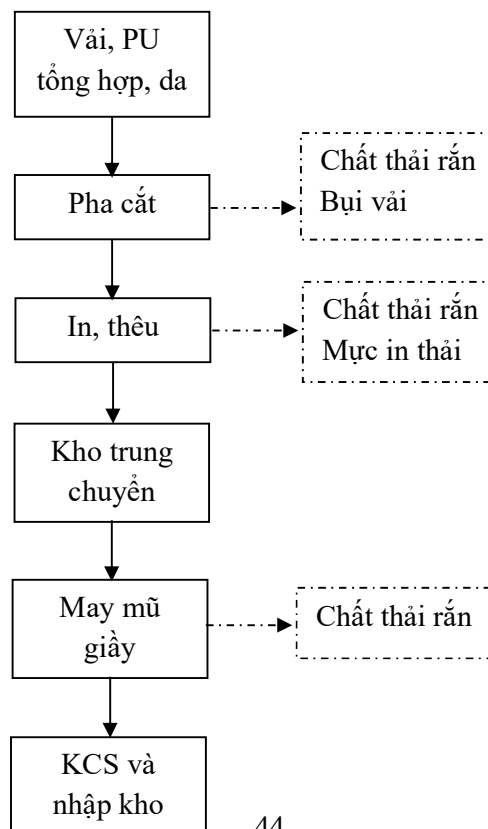 Vải, PU
tổng hợp, da
Pha cắt
Chất thải rắn
Bụi vải
In, thêu
Chất thải rắn
Mực in thải
Kho trung
chuyển
May mũ
giầy
Chất thải rắn
KCS và
nhập kho
44